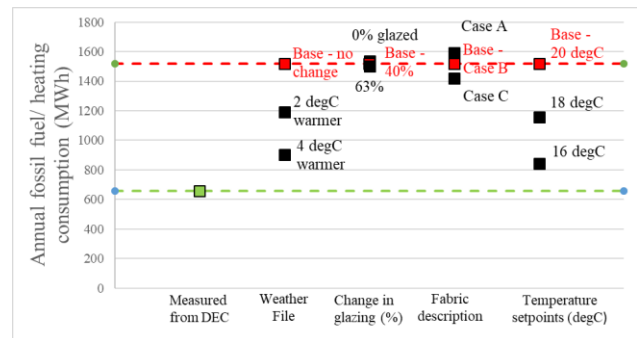 Annual fossil fuel/ heating
consumption (MWh)
1800
1600
1400
1200
1000
800
600
400
200
0
0% glazed
Case A
Base - no
change
Base -
40%
Base -
Case B
Base -
20 degC
63%
Case C
2 degC
warmer
18 degC
4 degC
warmer
16 degC
Measured
from DEC
Weather
File
Change in
glazing (%)
Fabric
description
Temperature
setpoints (degC)